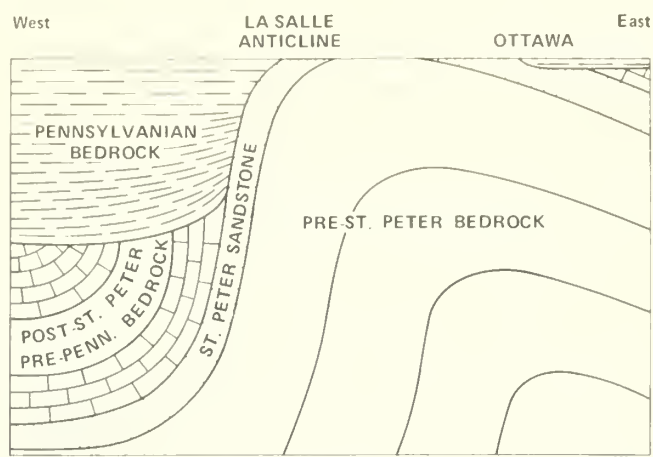 West
LA SALLE
ANTICLINE
OTTAWA
East
PENNSYLVANIAN
BEDROCK
POST-ST. PETER
PRE-PENN. BEDROCK
ST. PETER SANDSTONE
PRE-ST. PETER BEDROCK